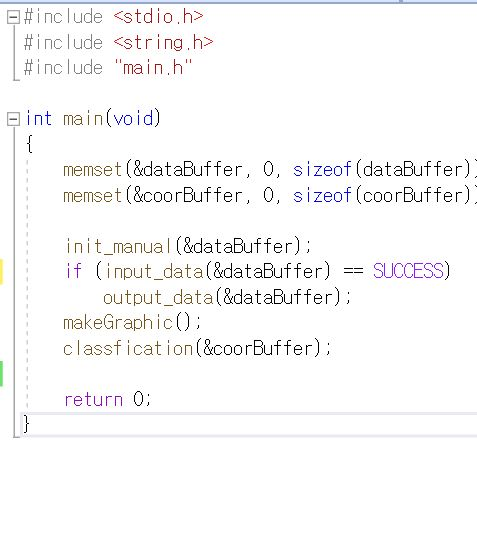 #include <stdio.h>
#include <string.h>
#include "main.h"
int main(void)
{
memset(&dataBuffer, 0, sizeof(dataBuffer))
memset(&coorBuffer, 0, sizeof(coorBuffer))
init_manual(&dataBuffer);
if (input_data(&dataBuffer) == SUCCESS)
output_data(&dataBuffer);
makeGraphic();
classfication(&coorBuffer);
return 0;
}